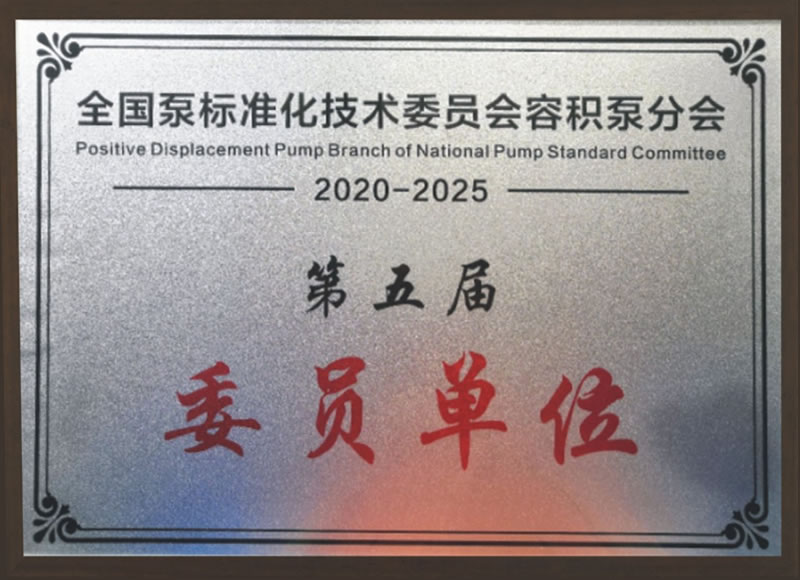 全国泵标准化技术委员会容积泵分会
Positive Displacement Pump Branch of National Pump Standard Committee
2020-2025
第五届
委员单位